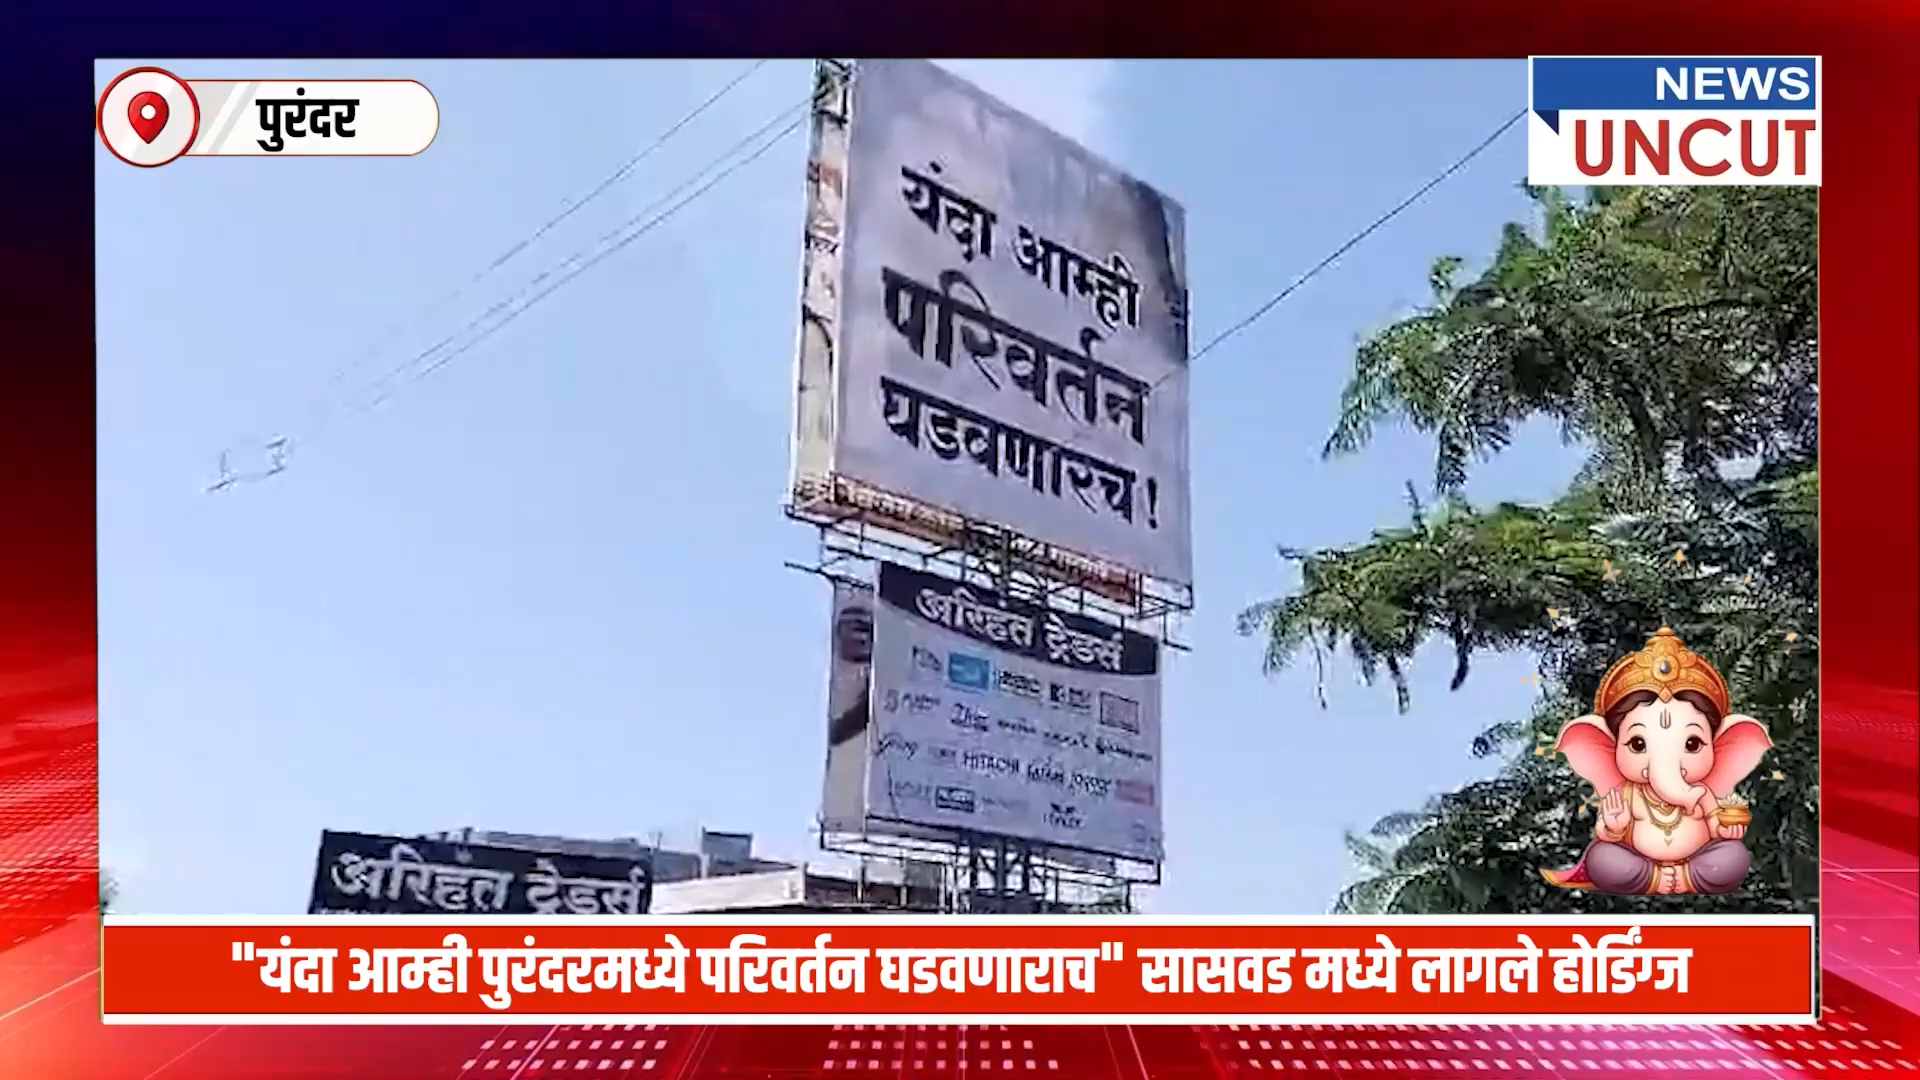 पुरंदर
NEWS
UNCUT
यंदा आम्ही
परिवर्तन
घडवणारच!
अरिहंत ट्रेडर्स
HITACHI
अरिहंत ट्रेडर्स
"यंदा आम्ही पुरंदरमध्ये परिवर्तन घडवणाराच" सासवड मध्ये लागले होर्डिंग्ज